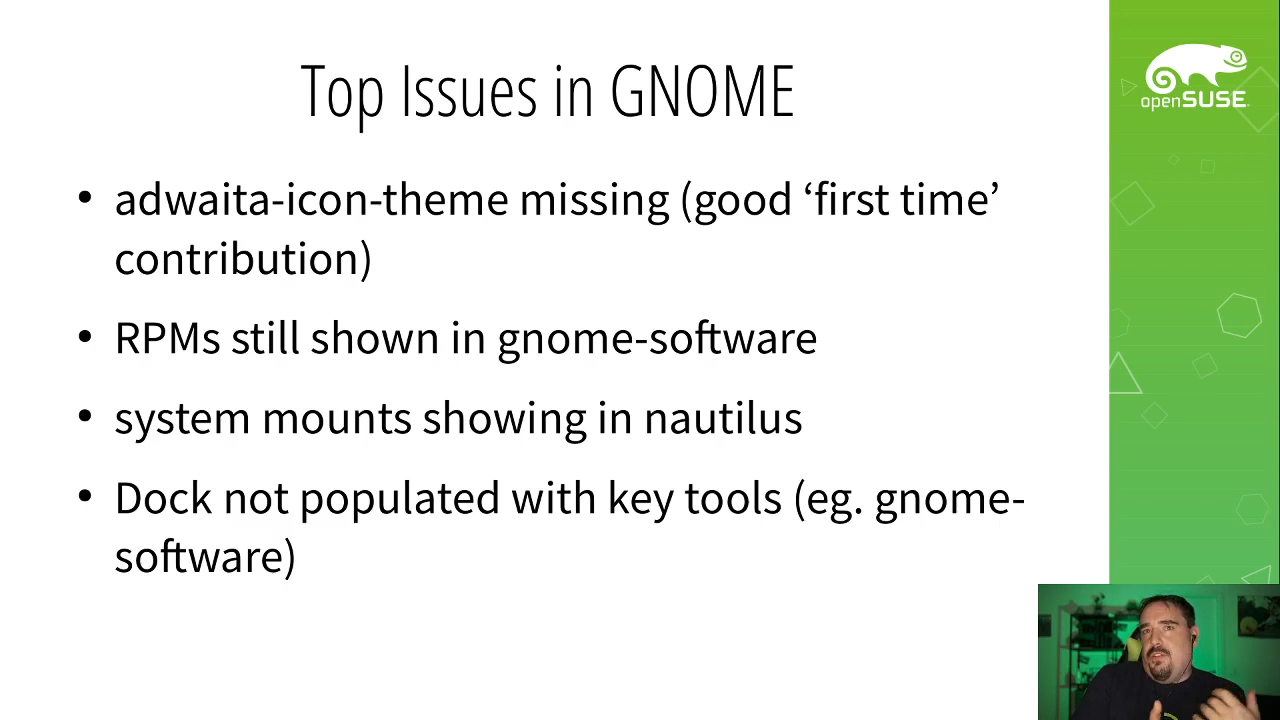 Top Issues in GNOME
openSUSE
• adwaita-icon-theme missing (good ‘first time’
contribution)
• RPMs still shown in gnome-software
• system mounts showing in nautilus
• Dock not populated with key tools (eg. gnome-
software)